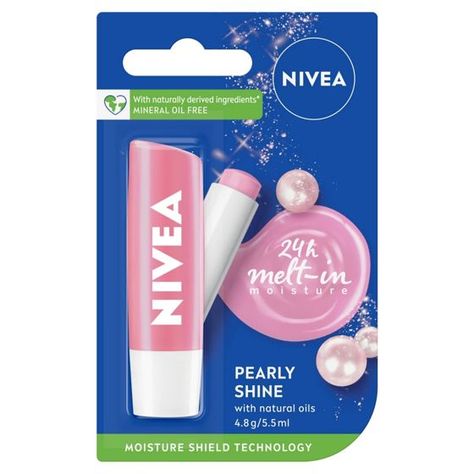 NIVEA
With naturally derived ingredients*
MINERAL OIL FREE
NIVEA
24h
melt-in
moisture
PEARLY
SHINE
with natural oils
4.8g/5.5ml
MOISTURE SHIELD TECHNOLOGY